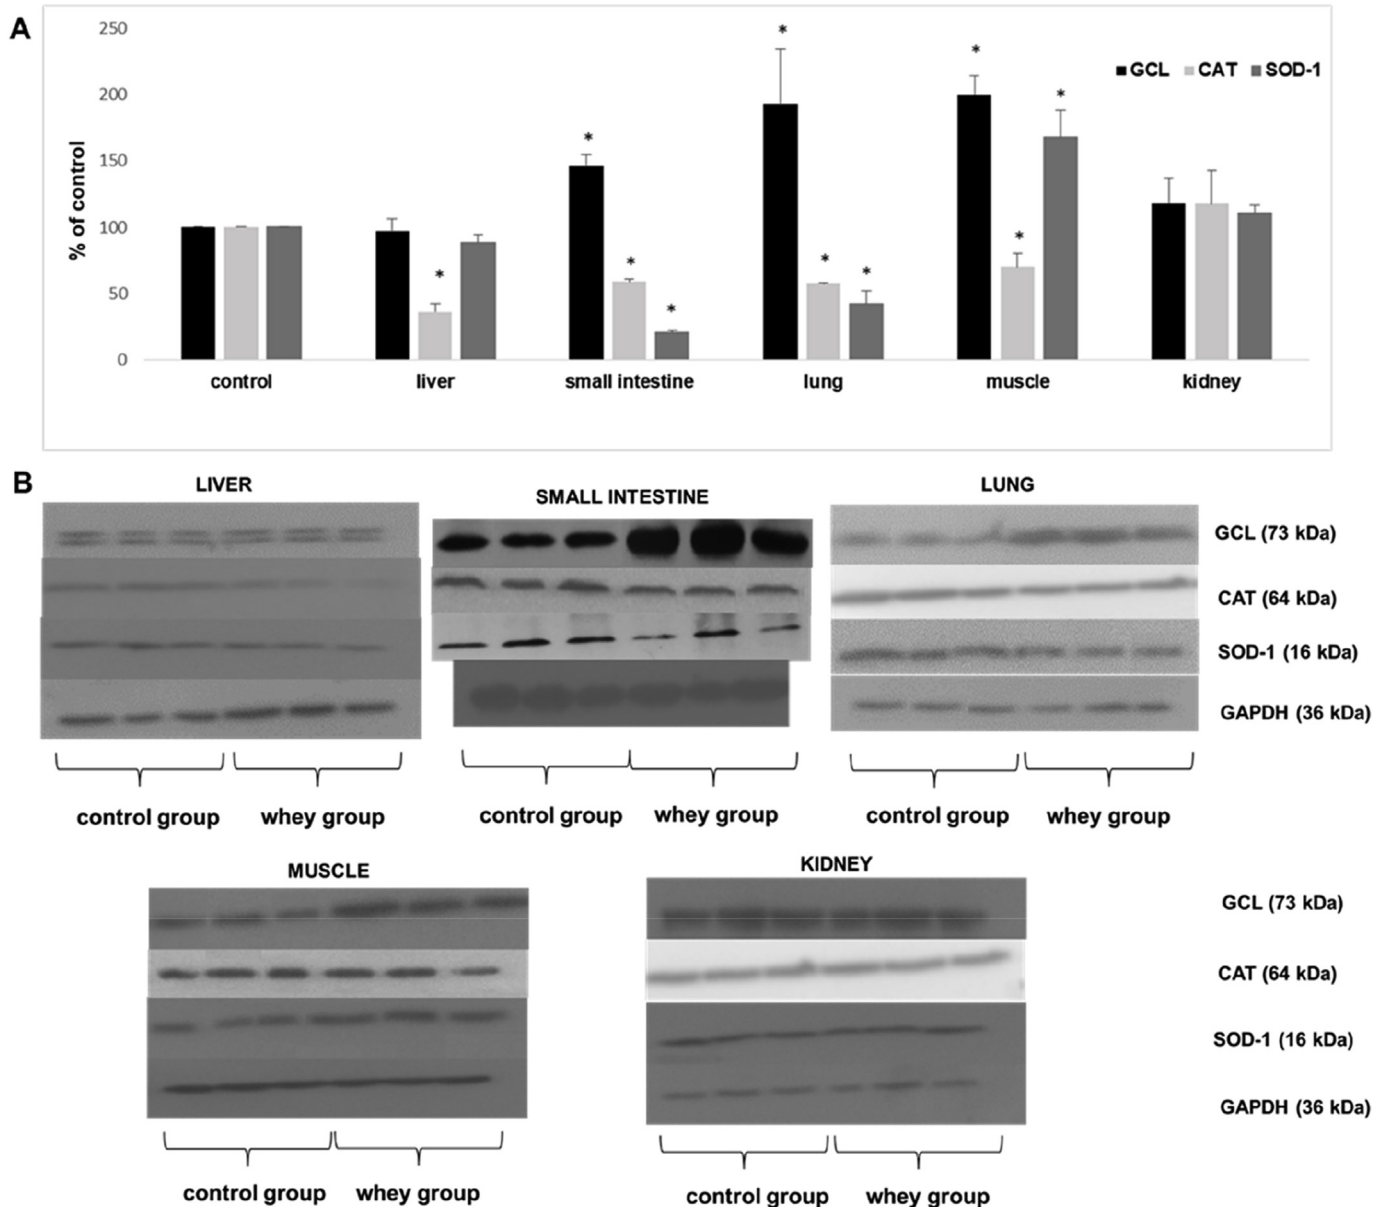 A
250
200
150
100
50
0
% of control
GCL CAT SOD-1
* * * * * * * * * *
control liver small intestine lung muscle kidney
B
LIVER SMALL INTESTINE LUNG
GCL (73 kDa)
CAT (64 kDa)
SOD-1 (16 kDa)
GAPDH (36 kDa)
control group whey group control group whey group control group whey group
MUSCLE KIDNEY
GCL (73 kDa)
CAT (64 kDa)
SOD-1 (16 kDa)
GAPDH (36 kDa)
control group whey group control group whey group